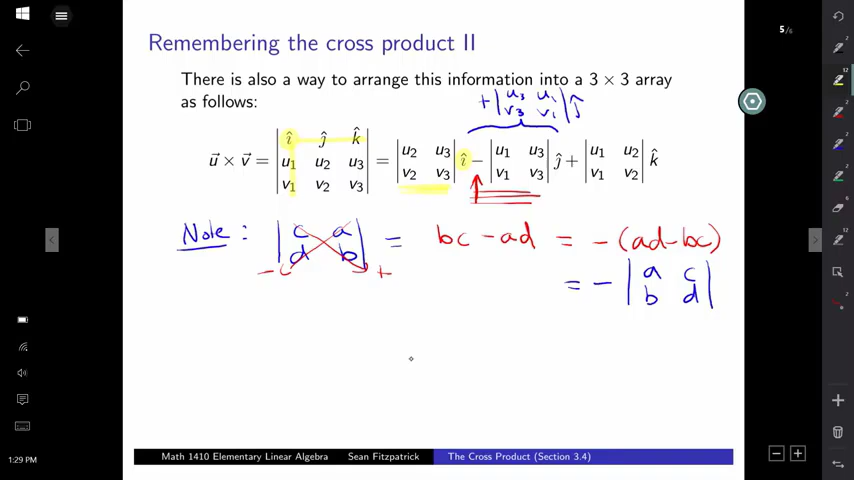 5/6
Remembering the cross product II
There is also a way to arrange this information into a 3 × 3 array
as follows:
+|u3 u1| ĵ
|v3 v1|
|î ĵ k̂|
u⃗ × v⃗ = |u1 u2 u3| = |u2 u3| î − |u1 u3| ĵ + |u1 u2| k̂
|v1 v2 v3| |v2 v3| |v1 v3| |v1 v2|
Note: |c a| = bc - ad = -(ad-bc)
|d b|
- +
= - |a c|
|b d|
Math 1410 Elementary Linear Algebra Sean Fitzpatrick The Cross Product (Section 3.4)
1:29 PM